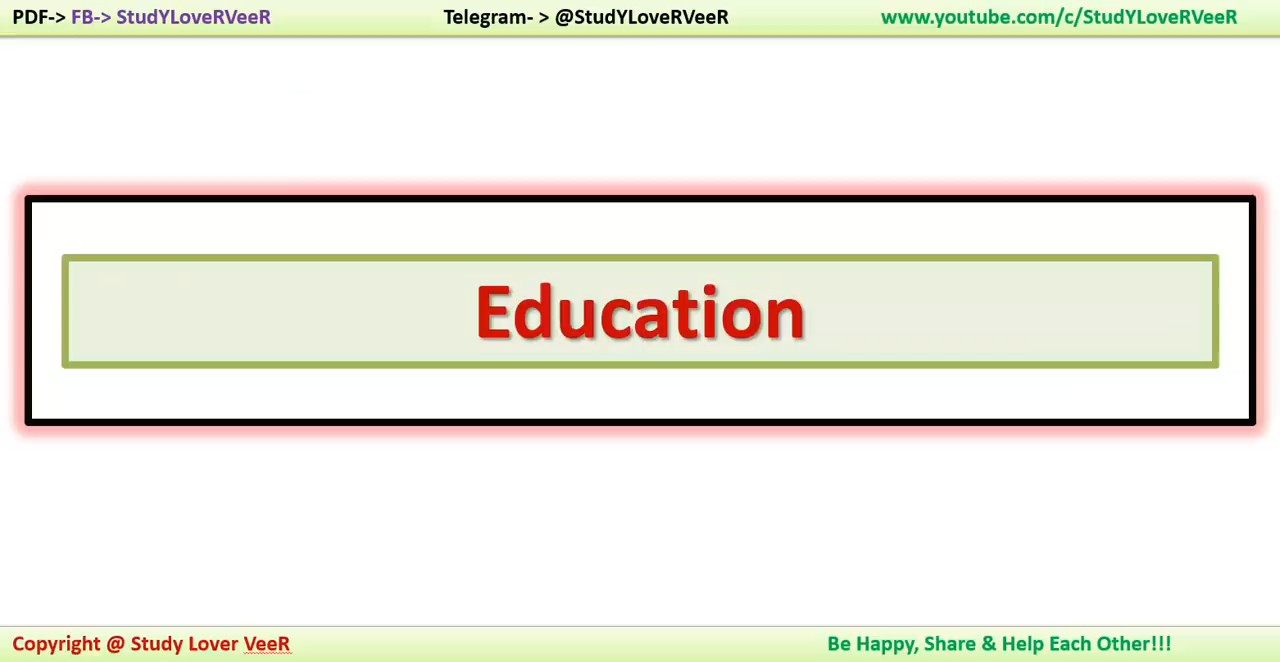 PDF-> FB-> StudYLoveRVeeR Telegram- > @StudYLoveRVeeR www.youtube.com/c/StudYLoveRVeeR
Education
Copyright @ Study Lover VeeR Be Happy, Share & Help Each Other!!!